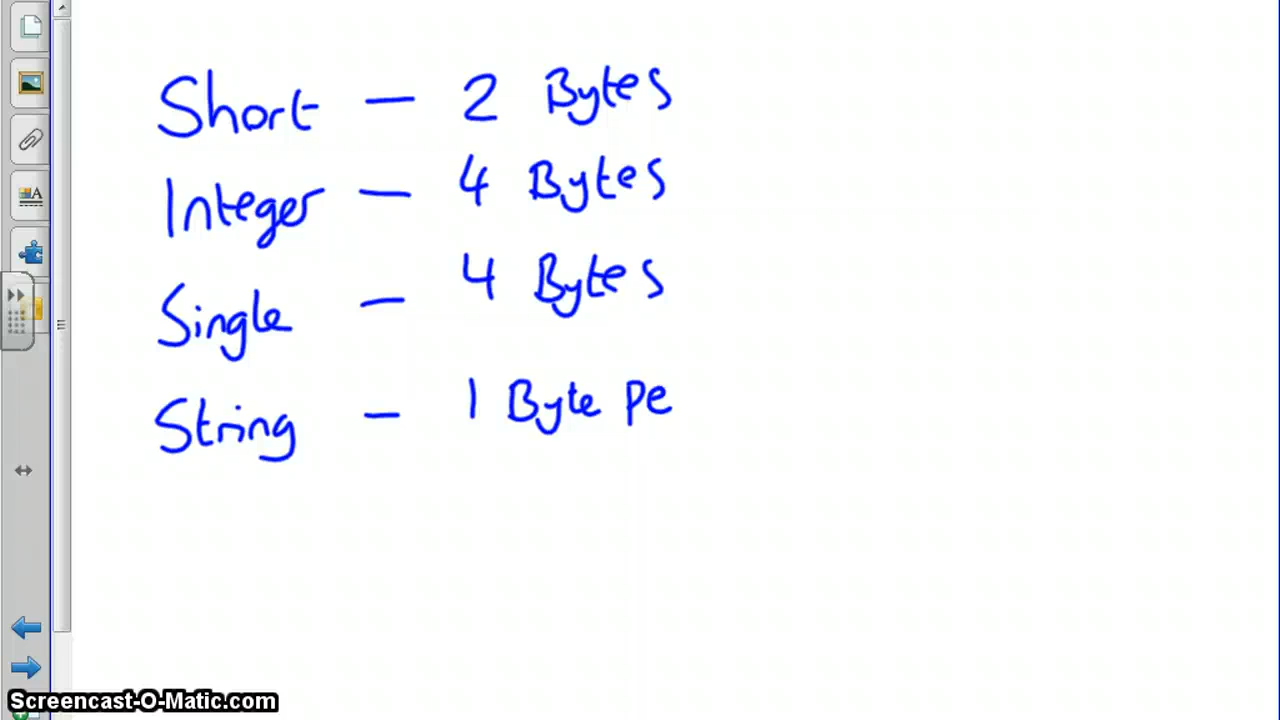 Short - 2 Bytes
Integer - 4 Bytes
Single - 4 Bytes
String - 1 Byte Pe
Screencast-O-Matic.com